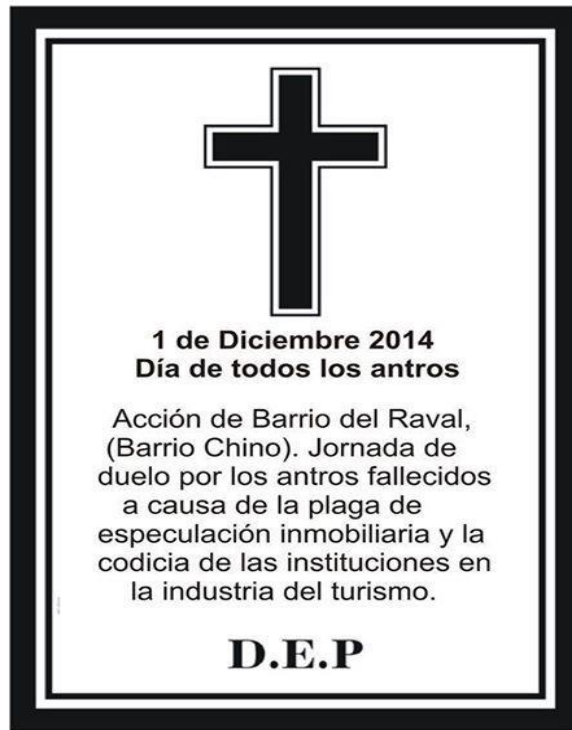 1 de Diciembre 2014
Día de todos los antros
Acción de Barrio del Raval,
(Barrio Chino). Jornada de
duelo por los antros fallecidos
a causa de la plaga de
especulación inmobiliaria y la
codicia de las instituciones en
la industria del turismo.
D.E.P